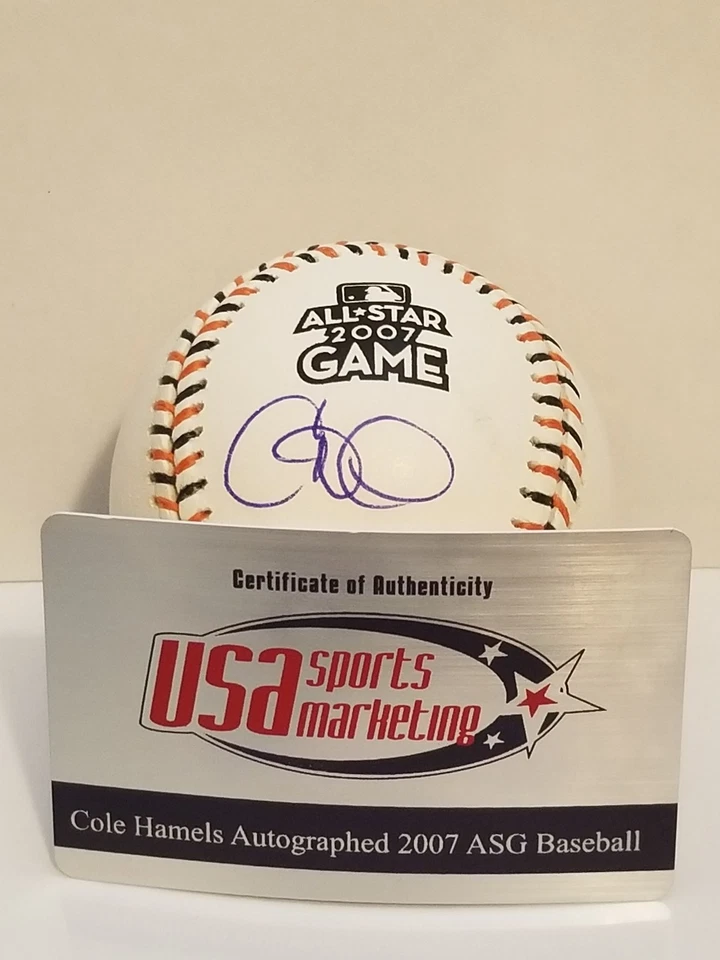 ALL★STAR
2007
GAME
Certificate of Authenticity
USA sports
marketing
Cole Hamels Autographed 2007 ASG Baseball